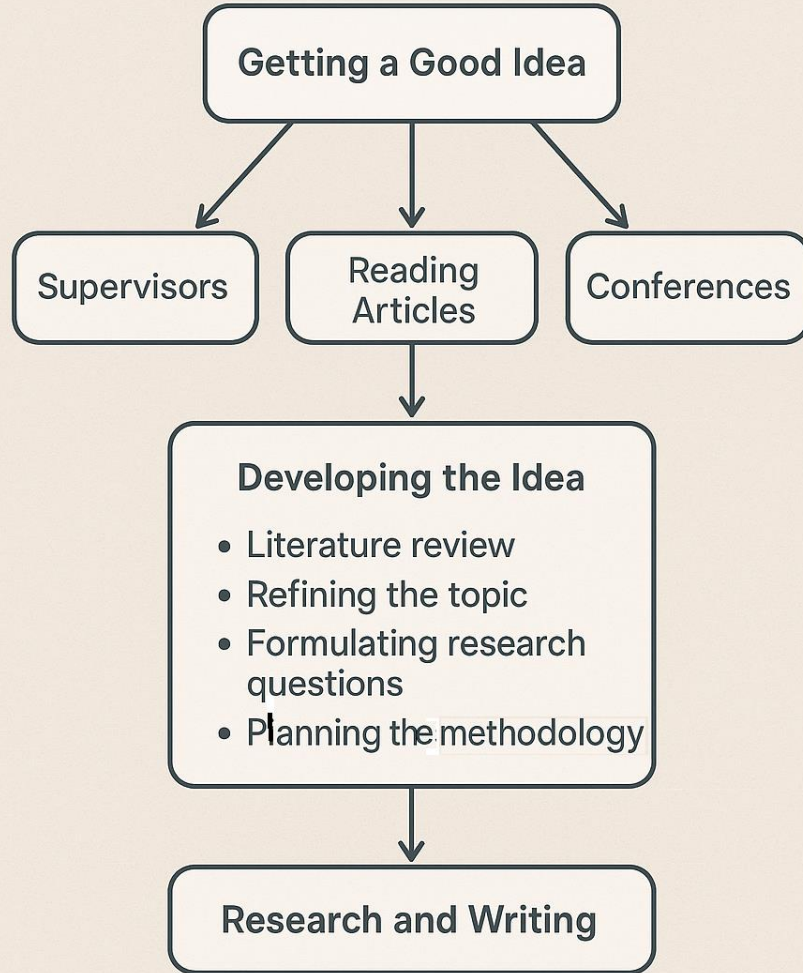 Getting a Good Idea
Supervisors
Reading
Articles
Conferences
Developing the Idea
• Literature review
• Refining the topic
• Formulating research
questions
• Planning the methodology
Research and Writing